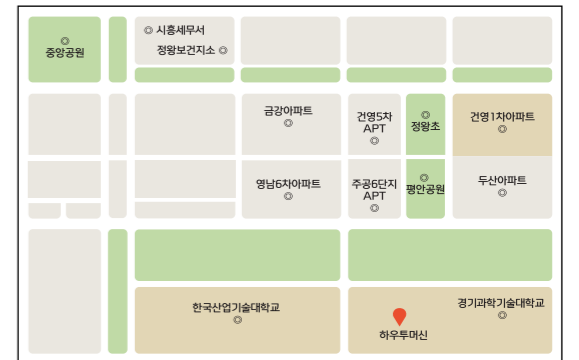 ◎ 시흥세무서
정왕보건지소 ◎
◎
중앙공원
금강아파트
◎
건영5차
APT
◎
◎
정왕초
건영1차아파트
◎
영남6차아파트
◎
주공6단지
APT
◎
◎
평안공원
두산아파트
◎
한국산업기술대학교
◎
경기과학기술대학교
◎
하우투머신